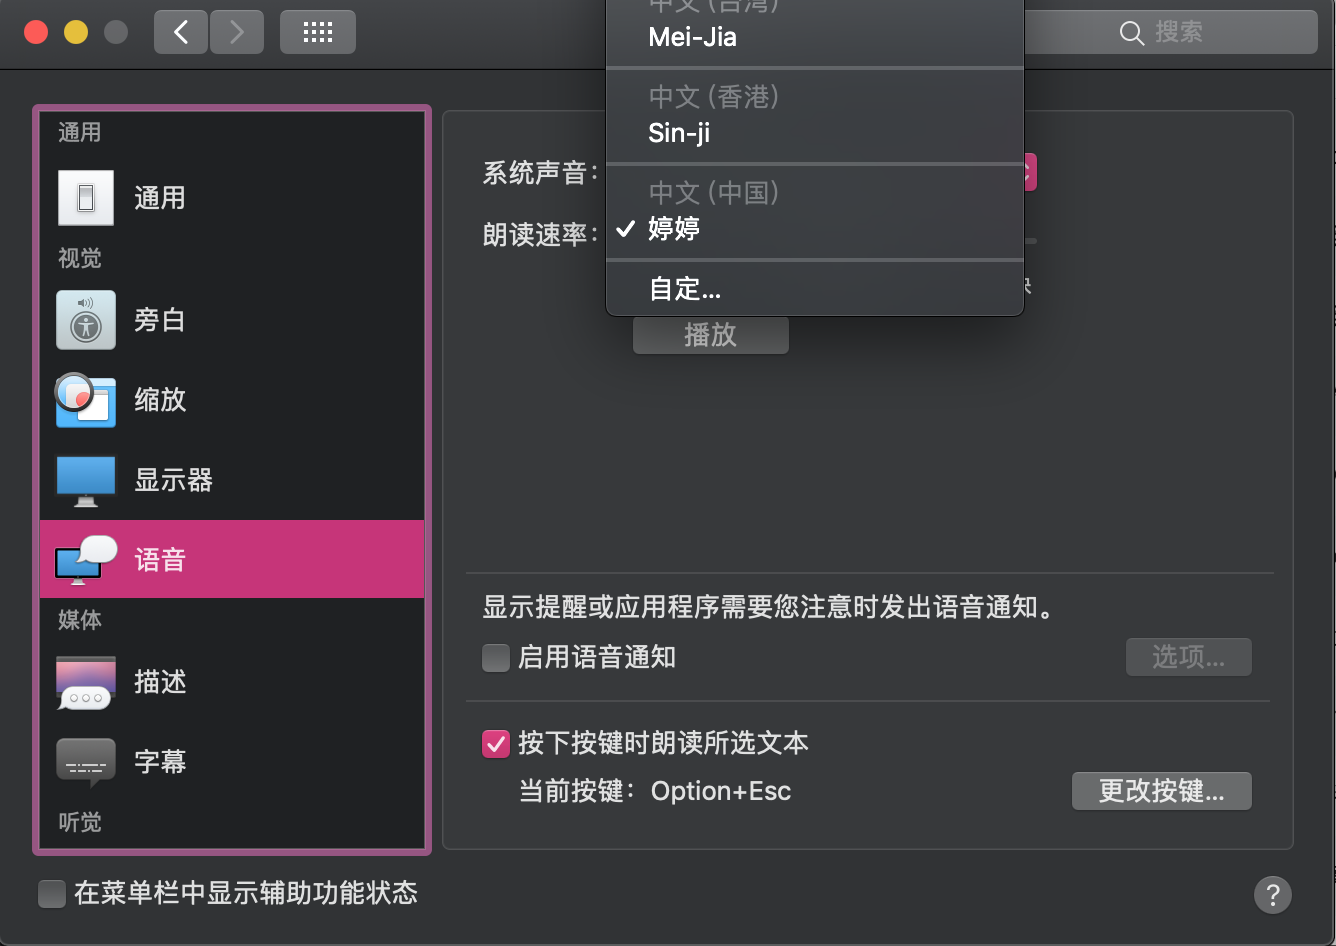 搜索
中文 (台湾)
Mei-Jia
中文 (香港)
Sin-ji
中文 (中国)
✓ 婷婷
自定...
通用
通用
视觉
旁白
缩放
显示器
语音
媒体
描述
字幕
听觉
系统声音：
朗读速率：
播放
显示提醒或应用程序需要您注意时发出语音通知。
启用语音通知
选项...
按下按键时朗读所选文本
当前按键：Option+Esc
更改按键...
在菜单栏中显示辅助功能状态
?